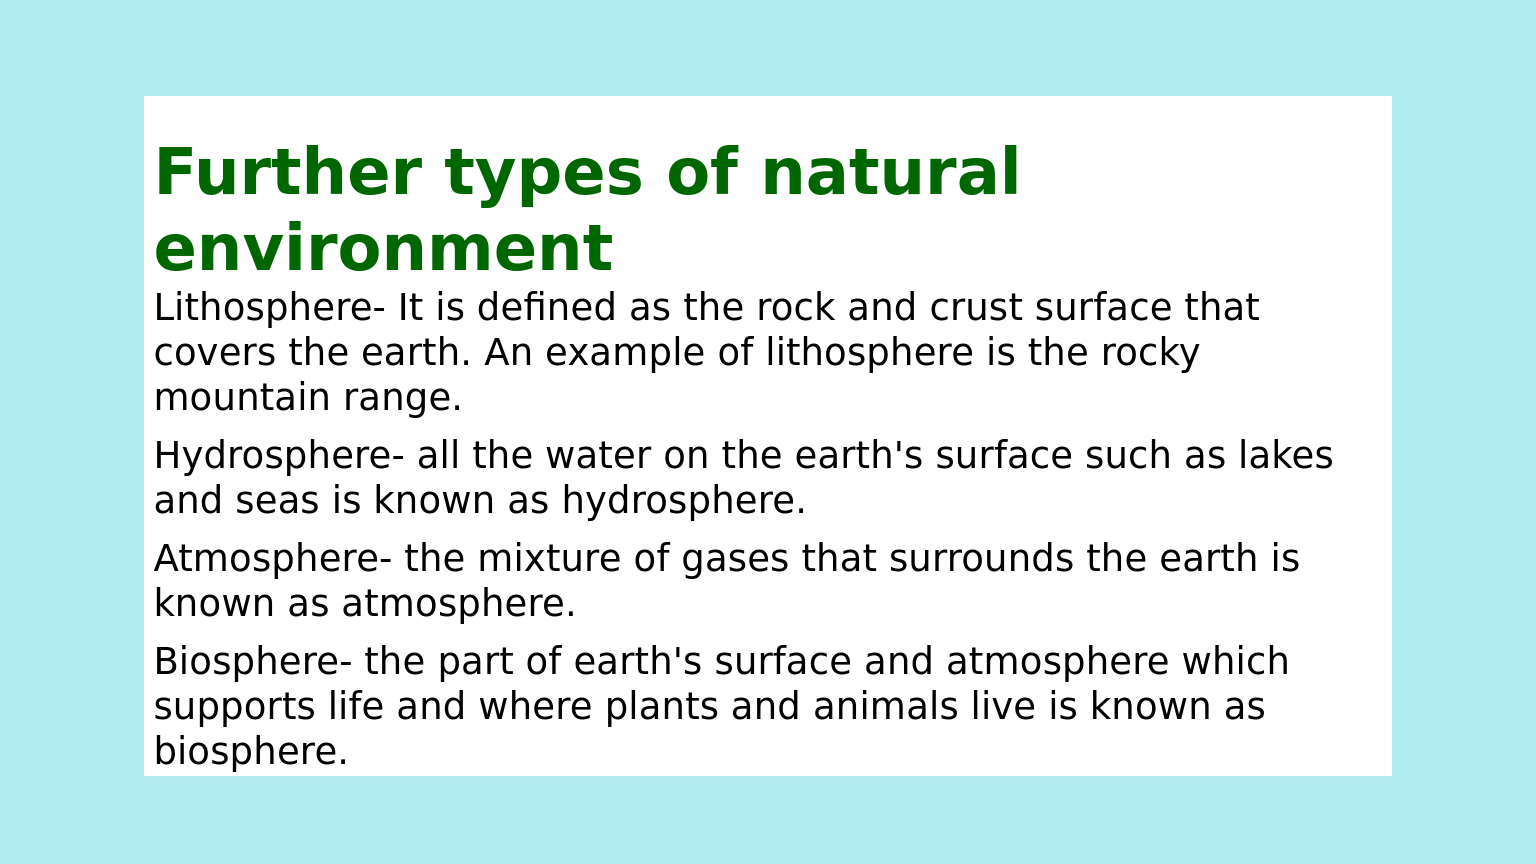 Further types of natural
environment
Lithosphere- It is defined as the rock and crust surface that
covers the earth. An example of lithosphere is the rocky
mountain range.
Hydrosphere- all the water on the earth's surface such as lakes
and seas is known as hydrosphere.
Atmosphere- the mixture of gases that surrounds the earth is
known as atmosphere.
Biosphere- the part of earth's surface and atmosphere which
supports life and where plants and animals live is known as
biosphere.